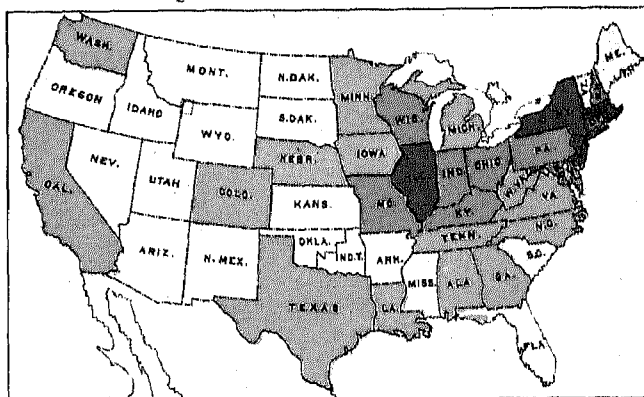 WASH.
MONT.
N.DAK.
MINN.
ME.
OREGON
IDAHO
S.DAK.
WIS.
MICH.
N.Y.
WYO.
IOWA
PA.
NEV.
NEBR.
IND.
OHIO
CAL.
UTAH
COLO.
KANS.
MO.
KY.
VA.
TENN.
N.C.
ARIZ.
N.MEX.
OKLA.
IND.T.
ARK.
S.C.
MISS.
ALA
GA.
TEXAS
LA.
FLA.